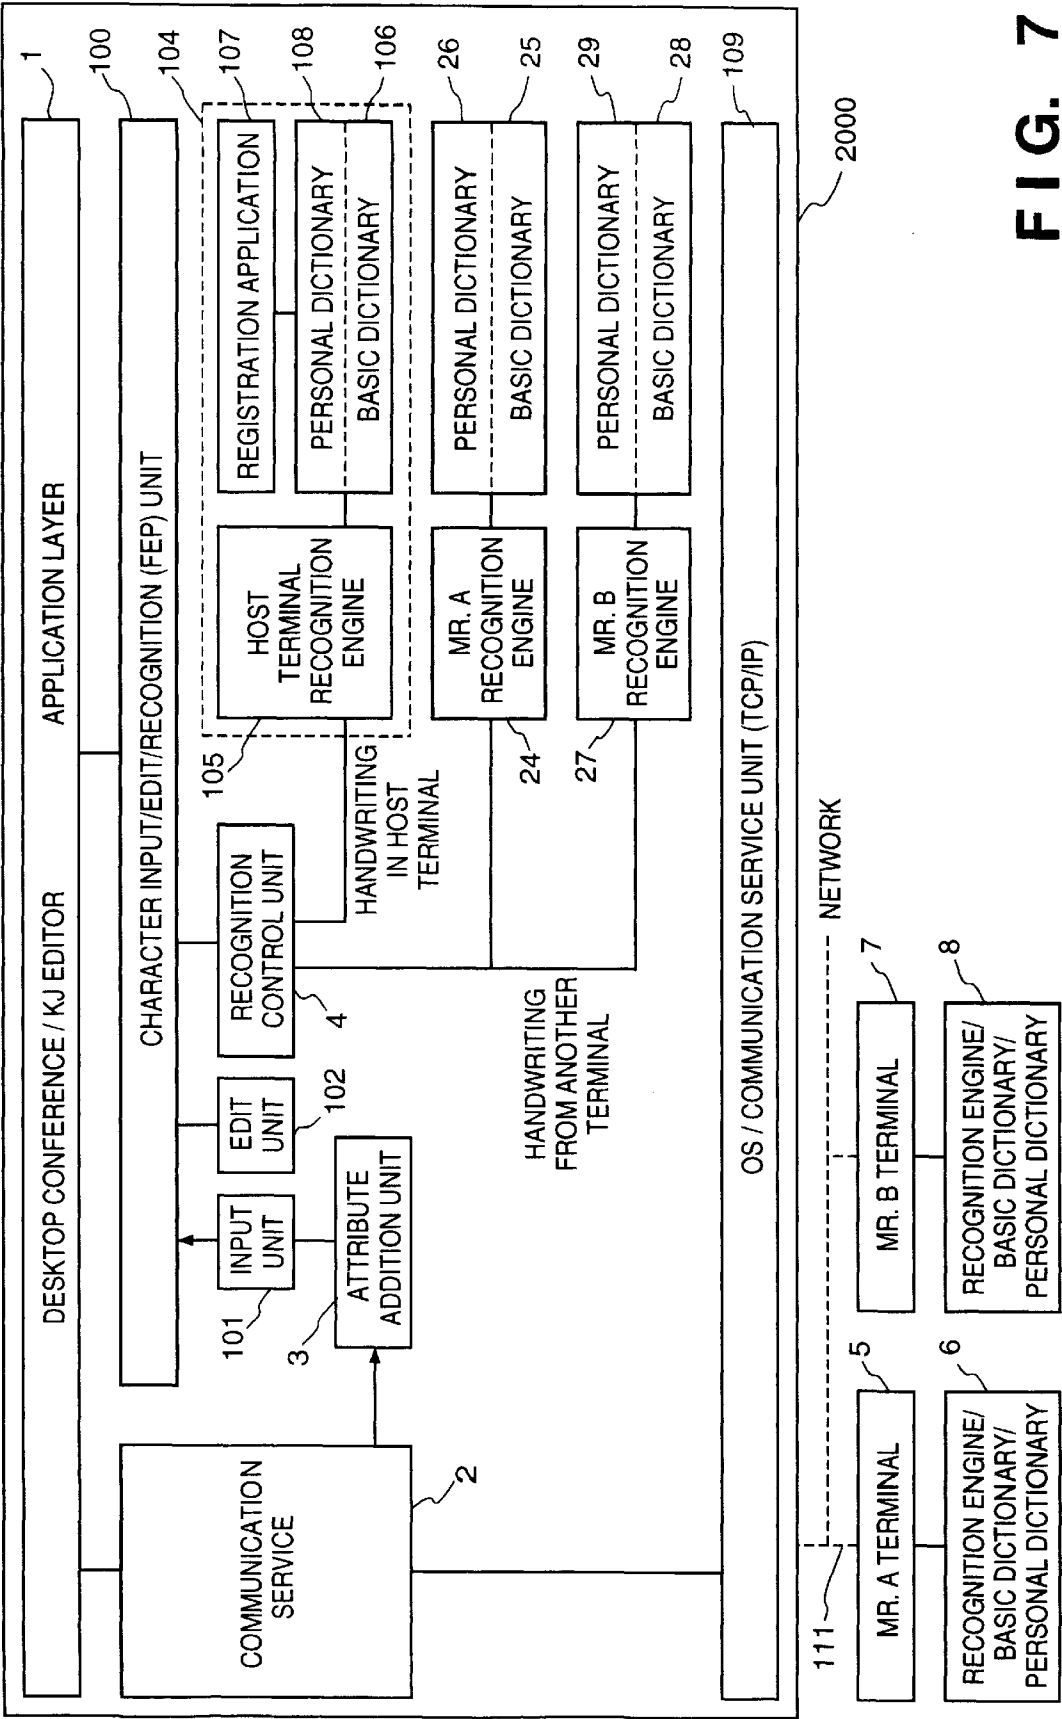 DESKTOP CONFERENCE / KJ EDITOR
APPLICATION LAYER
1
CHARACTER INPUT/EDIT/RECOGNITION (FEP) UNIT
100
104
COMMUNICATION
SERVICE
2
INPUT
UNIT
101
EDIT
UNIT
102
RECOGNITION
CONTROL UNIT
4
ATTRIBUTE
ADDITION UNIT
3
105
HOST
TERMINAL
RECOGNITION
ENGINE
REGISTRATION APPLICATION
107
PERSONAL DICTIONARY
108
BASIC DICTIONARY
106
HANDWRITING
IN HOST
TERMINAL
MR. A
RECOGNITION
ENGINE
24
PERSONAL DICTIONARY
26
BASIC DICTIONARY
25
HANDWRITING
FROM ANOTHER
TERMINAL
MR. B
RECOGNITION
ENGINE
27
PERSONAL DICTIONARY
29
BASIC DICTIONARY
28
OS / COMMUNICATION SERVICE UNIT (TCP/IP)
109
2000
111
NETWORK
MR. A TERMINAL
5
RECOGNITION ENGINE/
BASIC DICTIONARY/
PERSONAL DICTIONARY
6
MR. B TERMINAL
7
RECOGNITION ENGINE/
BASIC DICTIONARY/
PERSONAL DICTIONARY
8
FIG. 7